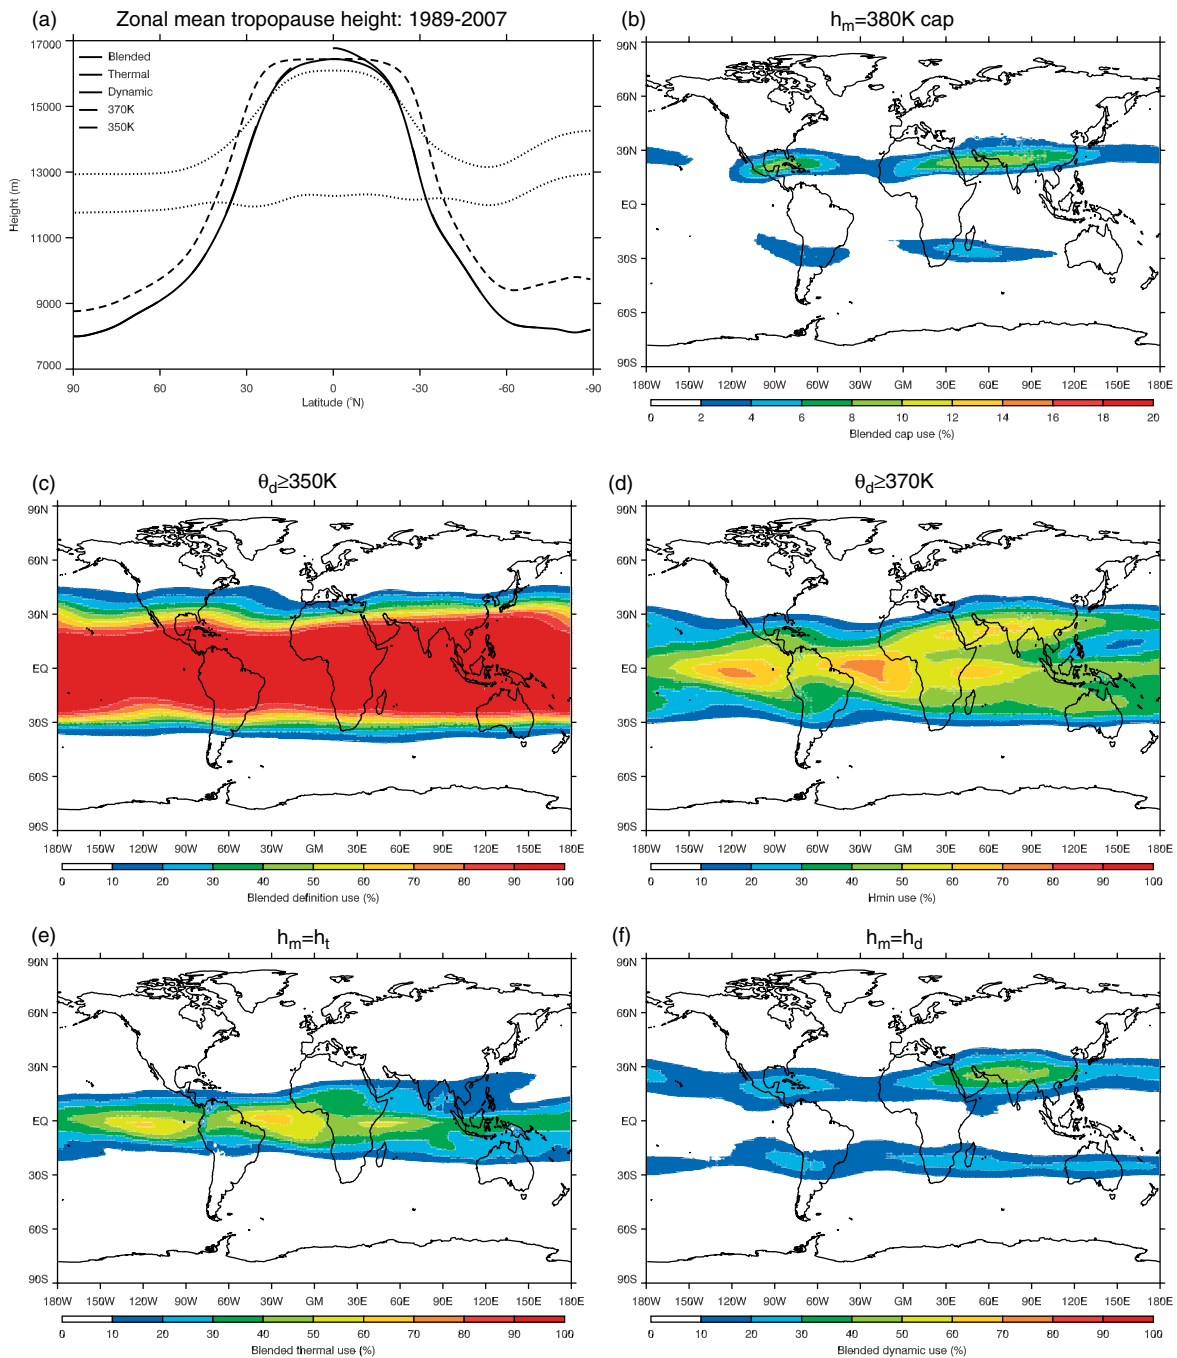 (a) Zonal mean tropopause height: 1989-2007
17000
15000
13000
11000
9000
7000
Height (m)
Blended
Thermal
Dynamic
370K
350K
90 60 30 0 -30 -60 -90
Latitude (°N)
(b) hm=380K cap
90N
60N
30N
EQ
30S
60S
90S
180W 150W 120W 90W 60W 30W GM 30E 60E 90E 120E 150E 180E
0 2 4 6 8 10 12 14 16 18 20
Blended cap use (%)
(c) θd≥350K
90N
60N
30N
EQ
30S
60S
90S
180W 150W 120W 90W 60W 30W GM 30E 60E 90E 120E 150E 180E
0 10 20 30 40 50 60 70 80 90 100
Blended definition use (%)
(d) θd≥370K
90N
60N
30N
EQ
30S
60S
90S
180W 150W 120W 90W 60W 30W GM 30E 60E 90E 120E 150E 180E
0 10 20 30 40 50 60 70 80 90 100
Hmin use (%)
(e) hm=ht
90N
60N
30N
EQ
30S
60S
90S
180W 150W 120W 90W 60W 30W GM 30E 60E 90E 120E 150E 180E
0 10 20 30 40 50 60 70 80 90 100
Blended thermal use (%)
(f) hm=hd
90N
60N
30N
EQ
30S
60S
90S
180W 150W 120W 90W 60W 30W GM 30E 60E 90E 120E 150E 180E
0 10 20 30 40 50 60 70 80 90 100
Blended dynamic use (%)